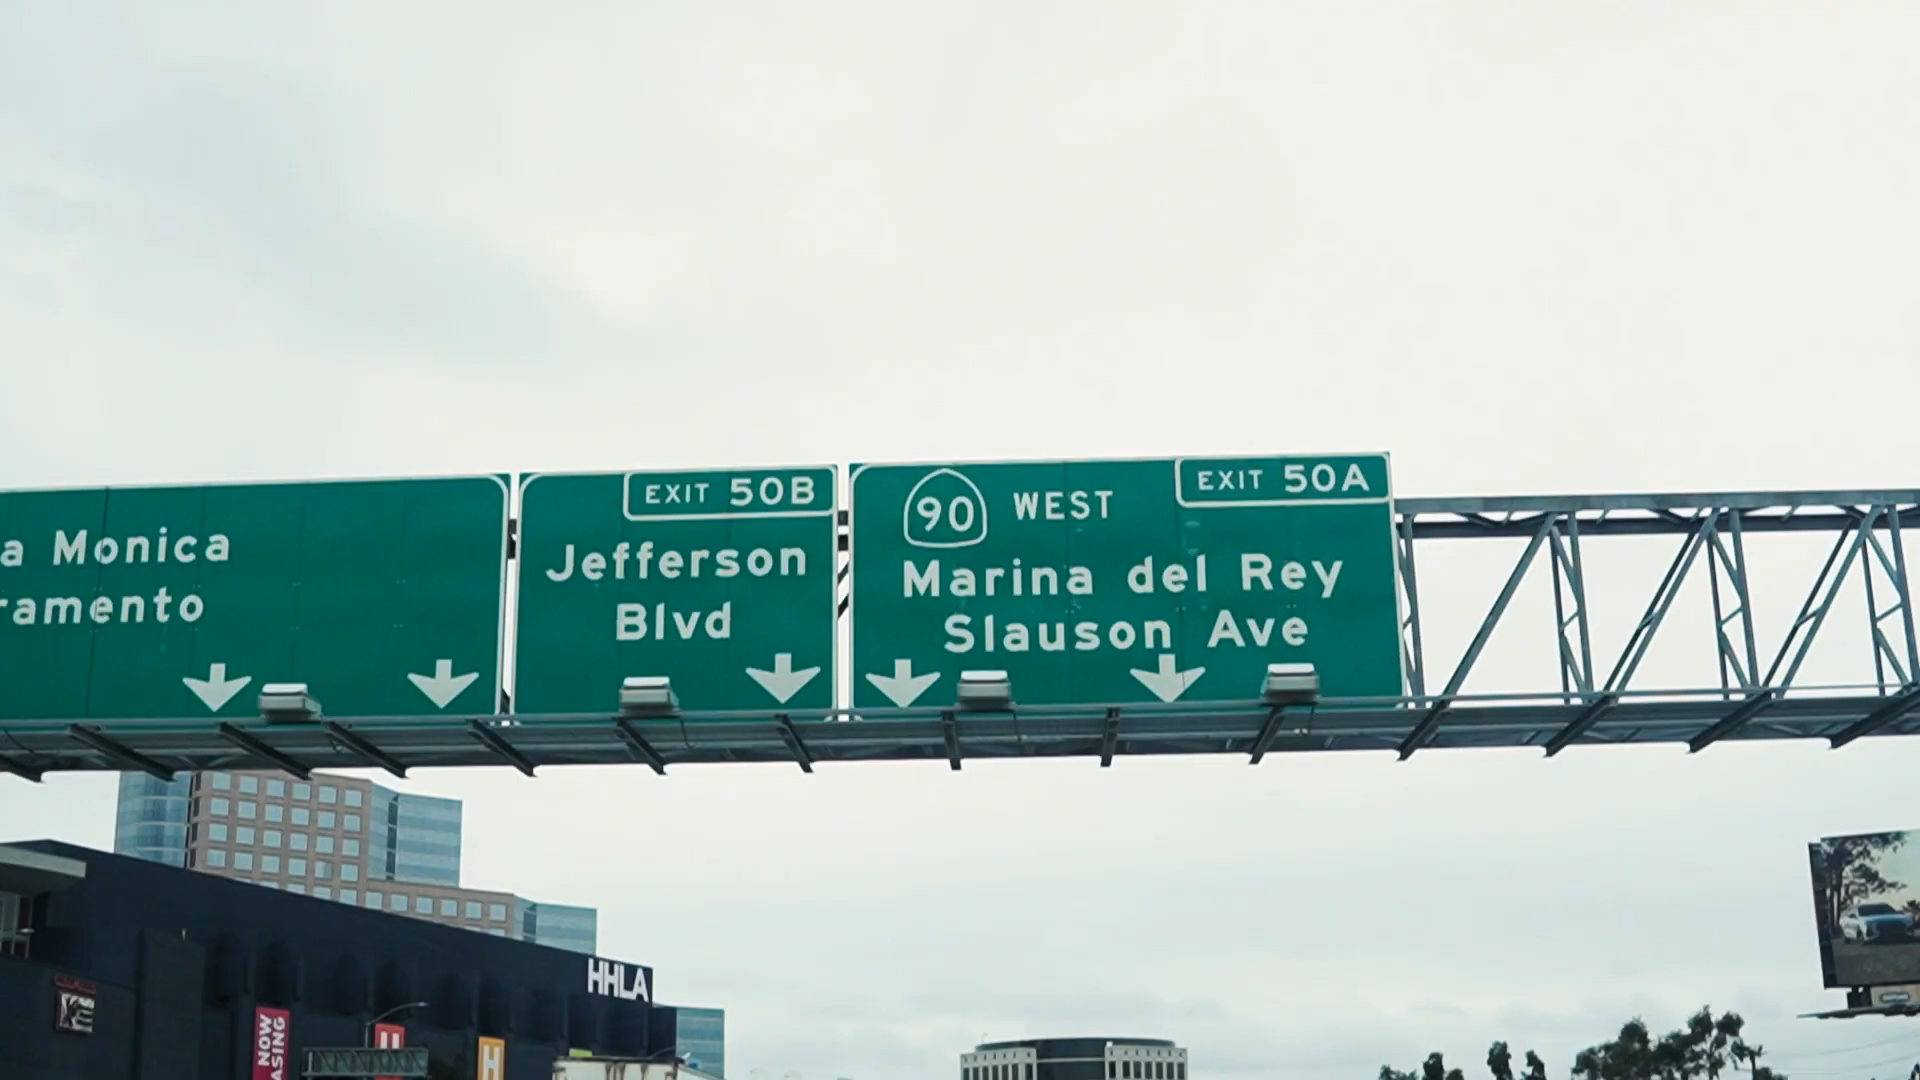 a Monica
ramento
EXIT 50B
Jefferson
Blvd
EXIT 50A
90 WEST
Marina del Rey
Slauson Ave
HHLA
NOW
ASING
H